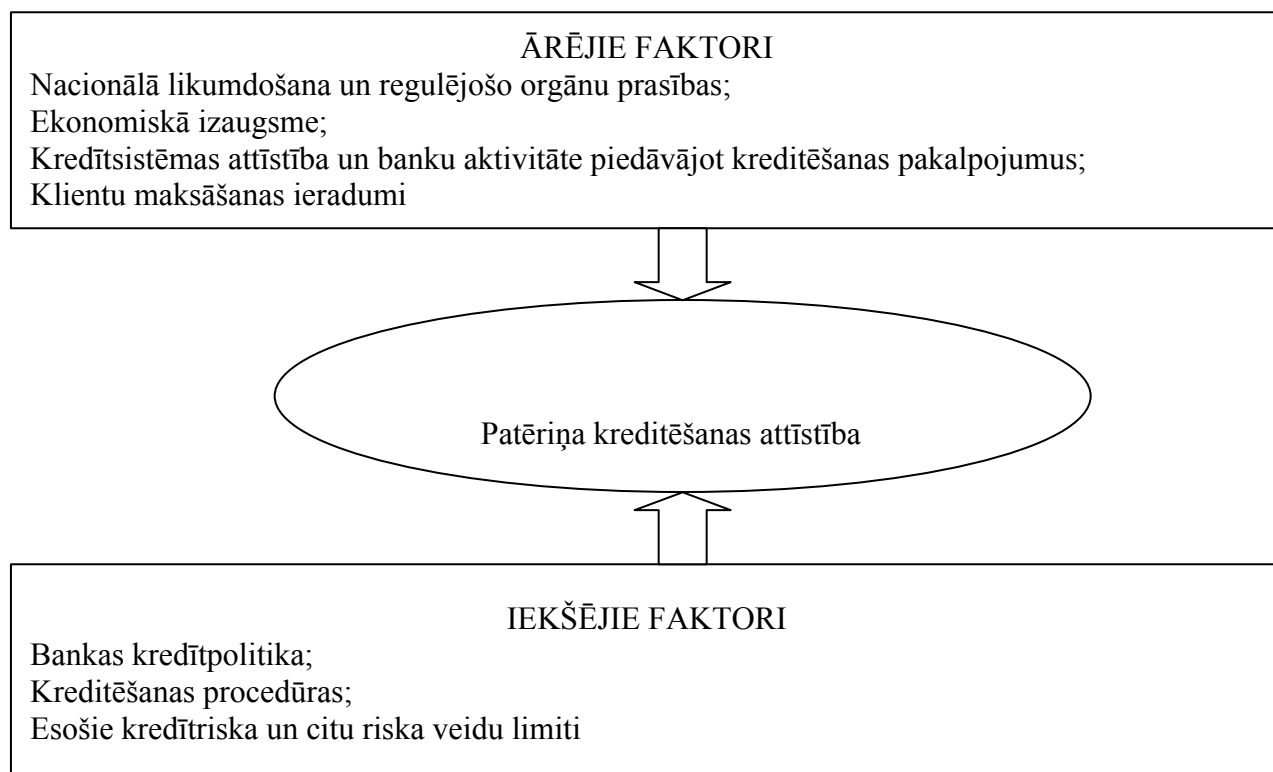 ĀRĒJIE FAKTORI
Nacionālā likumdošana un regulējošo orgānu prasības;
Ekonomiskā izaugsme;
Kredītsistēmas attīstība un banku aktivitāte piedāvājot kreditēšanas pakalpojumus;
Klientu maksāšanas ieradumi
Patēriņa kreditēšanas attīstība
IEKŠĒJIE FAKTORI
Bankas kredītpolitika;
Kreditēšanas procedūras;
Esošie kredītriska un citu riska veidu limiti